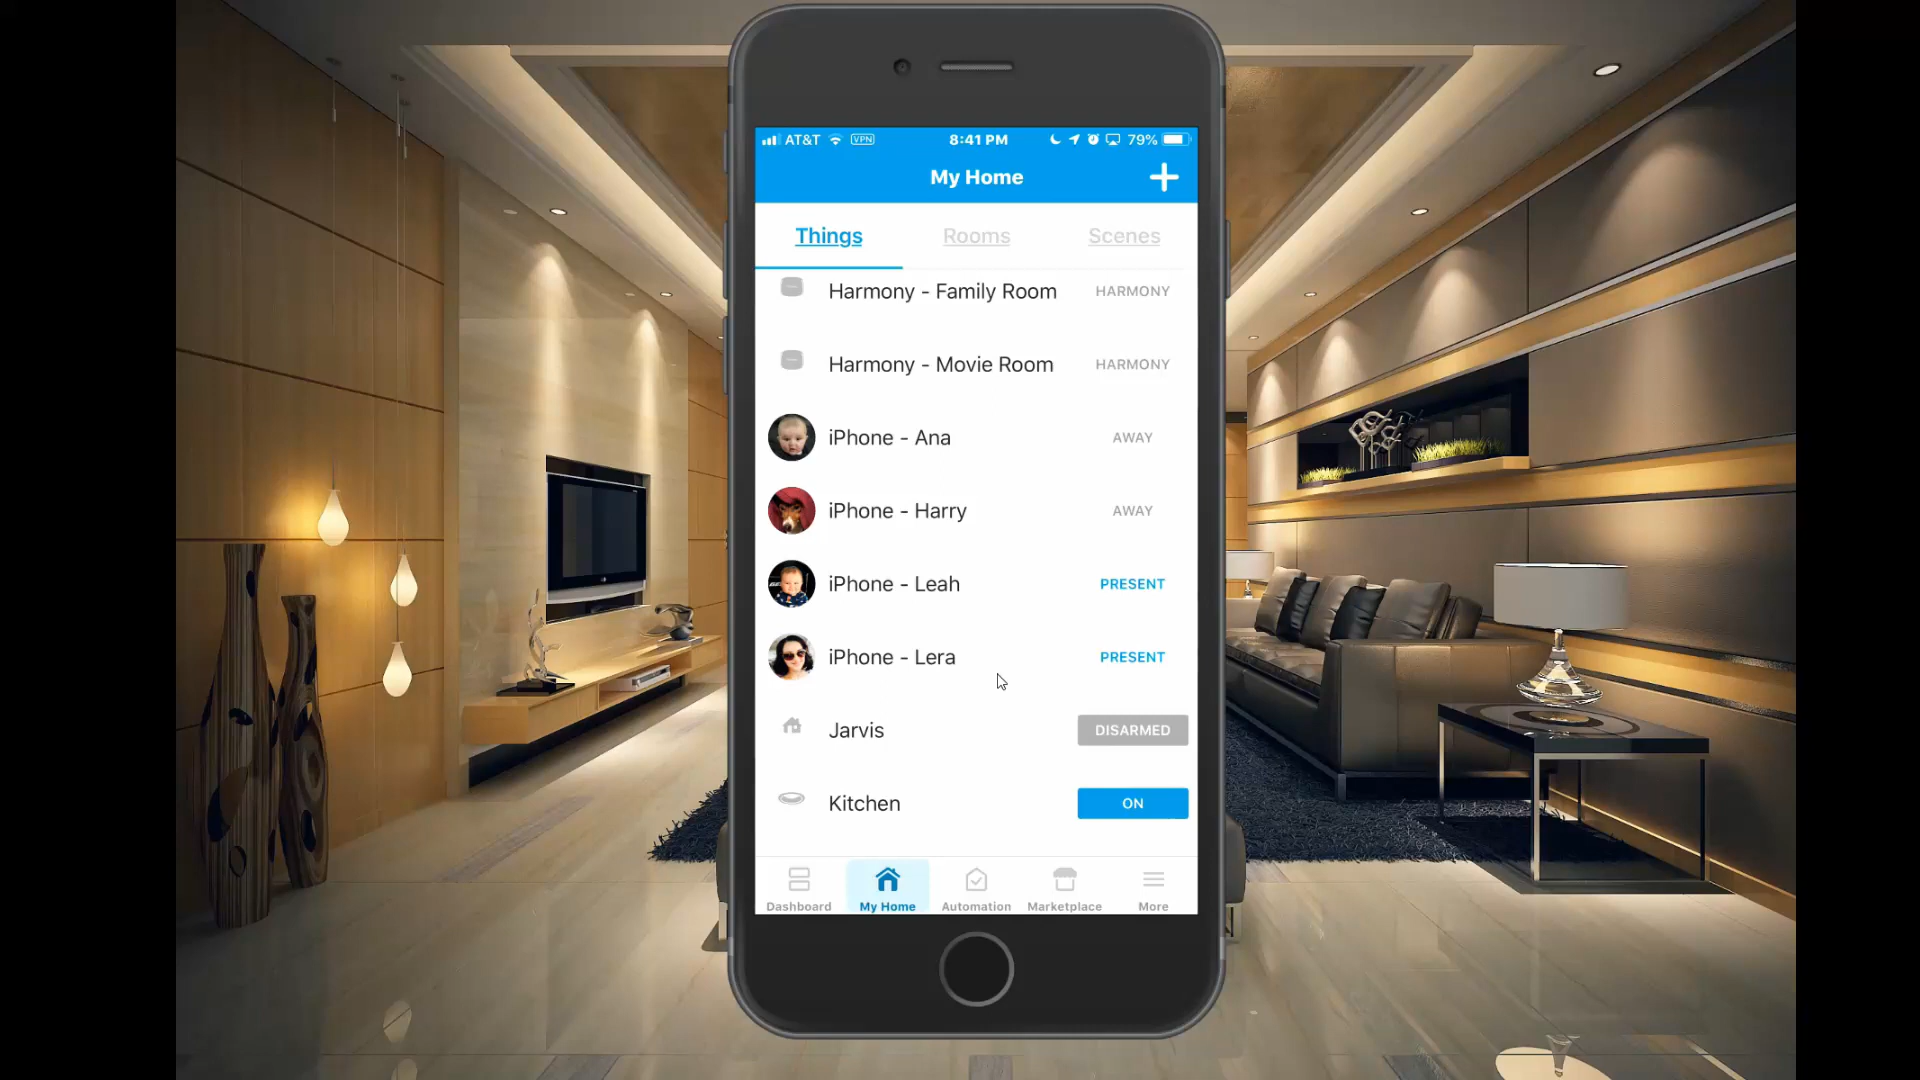 AT&T VPN 8:41 PM 79%
My Home
Things Rooms Scenes
Harmony - Family Room HARMONY
Harmony - Movie Room HARMONY
iPhone - Ana AWAY
iPhone - Harry AWAY
iPhone - Leah PRESENT
iPhone - Lera PRESENT
Jarvis DISARMED
Kitchen ON
Dashboard My Home Automation Marketplace More